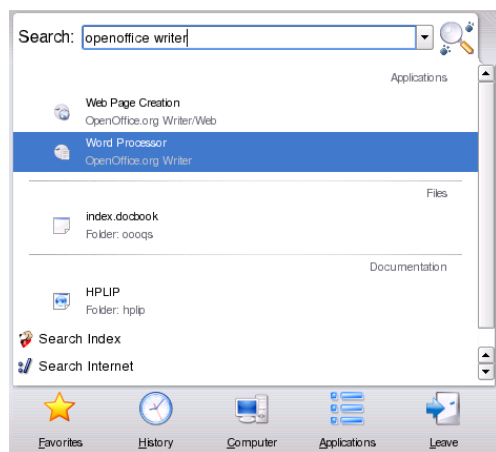 Search: openoffice writer
Applications
Web Page Creation
OpenOffice.org Writer/Web
Word Processor
OpenOffice.org Writer
Files
index.docbook
Folder: oooqs
Documentation
HPLIP
Folder: hplip
Search Index
Search Internet
Favorites History Computer Applications Leave